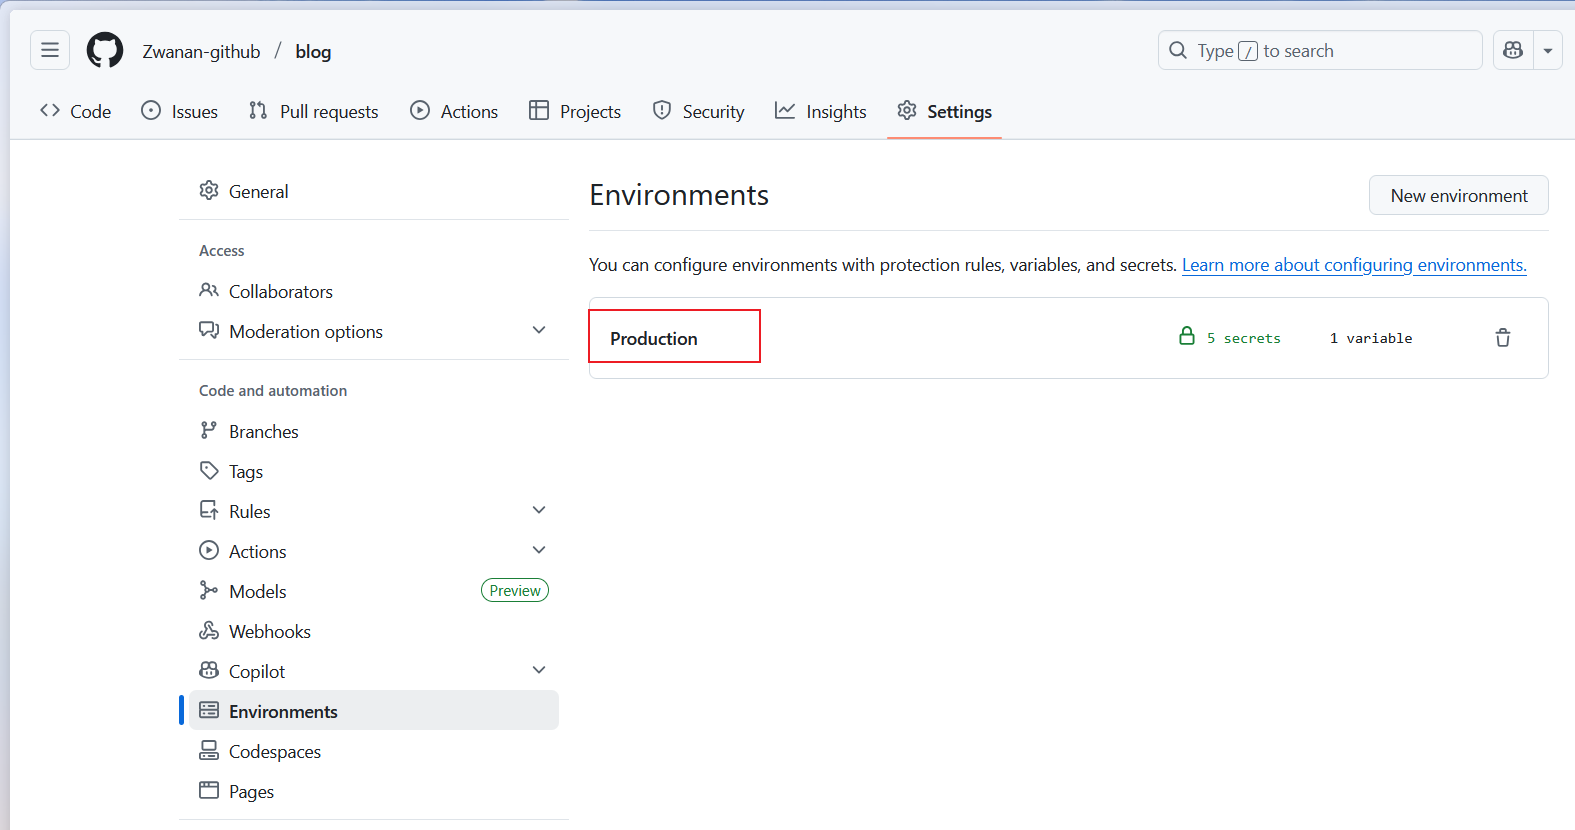 Zwanan-github / blog
Type / to search
Code Issues Pull requests Actions Projects Security Insights Settings
General
Access
Collaborators
Moderation options
Code and automation
Branches
Tags
Rules
Actions
Models Preview
Webhooks
Copilot
Environments
Codespaces
Pages
Environments
New environment
You can configure environments with protection rules, variables, and secrets. Learn more about configuring environments.
Production 5 secrets 1 variable